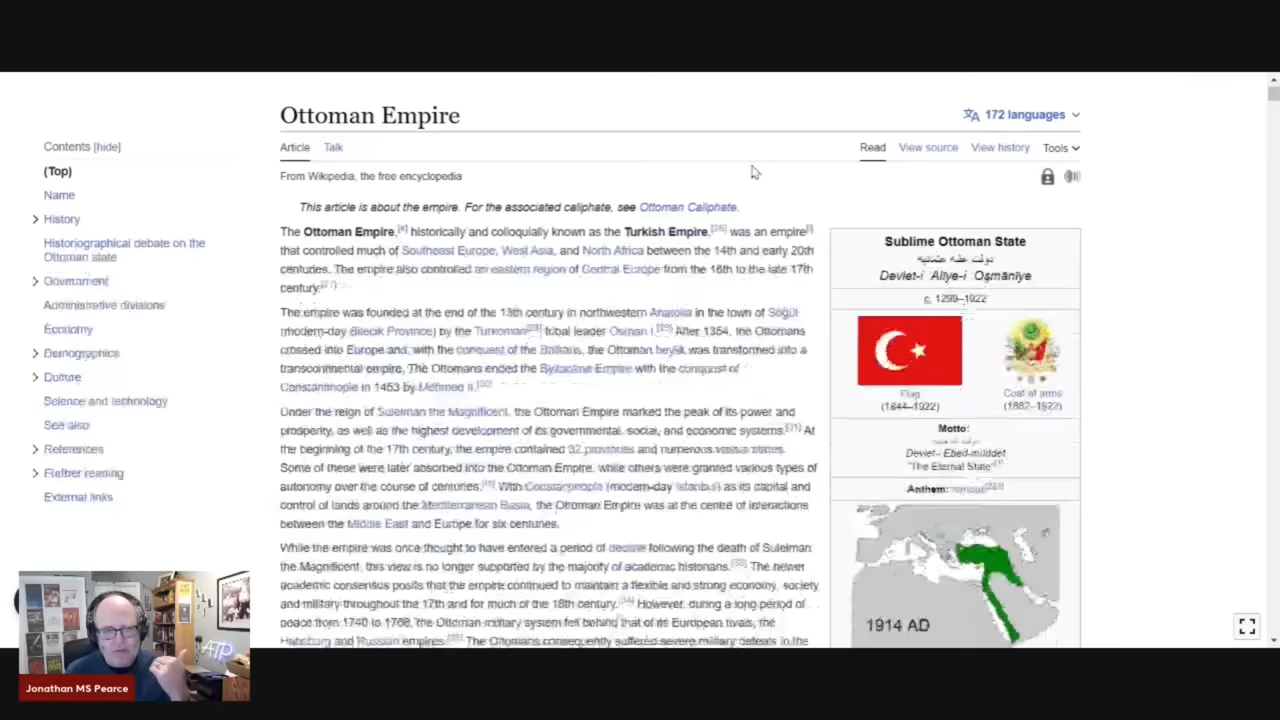 Ottoman Empire
172 languages
Article Talk
Read View source View history Tools
From Wikipedia, the free encyclopedia
Contents [hide]
(Top)
Name
History
Historiographical debate on the
Ottoman state
Government
Administrative divisions
Economy
Demographics
Culture
Science and technology
See also
References
Further reading
External links
This article is about the empire. For the associated caliphate, see Ottoman Caliphate.
The Ottoman Empire, historically and colloquially known as the Turkish Empire,[26] was an empire
that controlled much of Southeast Europe, West Asia, and North Africa between the 14th and early 20th
centuries. The empire also controlled an eastern region of Central Europe from the 16th to the late 17th
century.
The empire was founded at the end of the 13th century in northwestern Anatolia in the town of Söğüt
(modern-day Bilecik Province) by the Turkoman tribal leader Osman I. After 1354, the Ottomans
crossed into Europe and, with the conquest of the Balkans, the Ottoman beylik was transformed into a
transcontinental empire. The Ottomans ended the Byzantine Empire with the conquest of
Constantinople in 1453 by Mehmed II.
Under the reign of Suleiman the Magnificent, the Ottoman Empire marked the peak of its power and
prosperity, as well as the highest development of its governmental, social, and economic systems.[31] At
the beginning of the 17th century, the empire contained 32 provinces and numerous vassal states.
Some of these were later absorbed into the Ottoman Empire, while others were granted various types of
autonomy over the course of centuries. With Constantinople (modern-day Istanbul) as its capital and
control of lands around the Mediterranean Basin, the Ottoman Empire was at the centre of interactions
between the Middle East and Europe for six centuries.
While the empire was once thought to have entered a period of decline following the death of Suleiman
the Magnificent, this view is no longer supported by the majority of academic historians. The newer
academic consensus posits that the empire continued to maintain a flexible and strong economy, society
and military throughout the 17th and for much of the 18th century. However, during a long period of
peace from 1740 to 1768, the Ottoman military system fell behind that of its European rivals, the
Habsburg and Russian empires. The Ottomans consequently suffered severe military defeats in the
Sublime Ottoman State
Devlet-i Aliye-i Osmâniye
c. 1299–1922
Flag
(1844–1922)
Coat of arms
(1882–1922)
Motto:
Devlet-i Ebed-müddet
"The Eternal State"
Anthem:
1914 AD
ATP
Jonathan MS Pearce